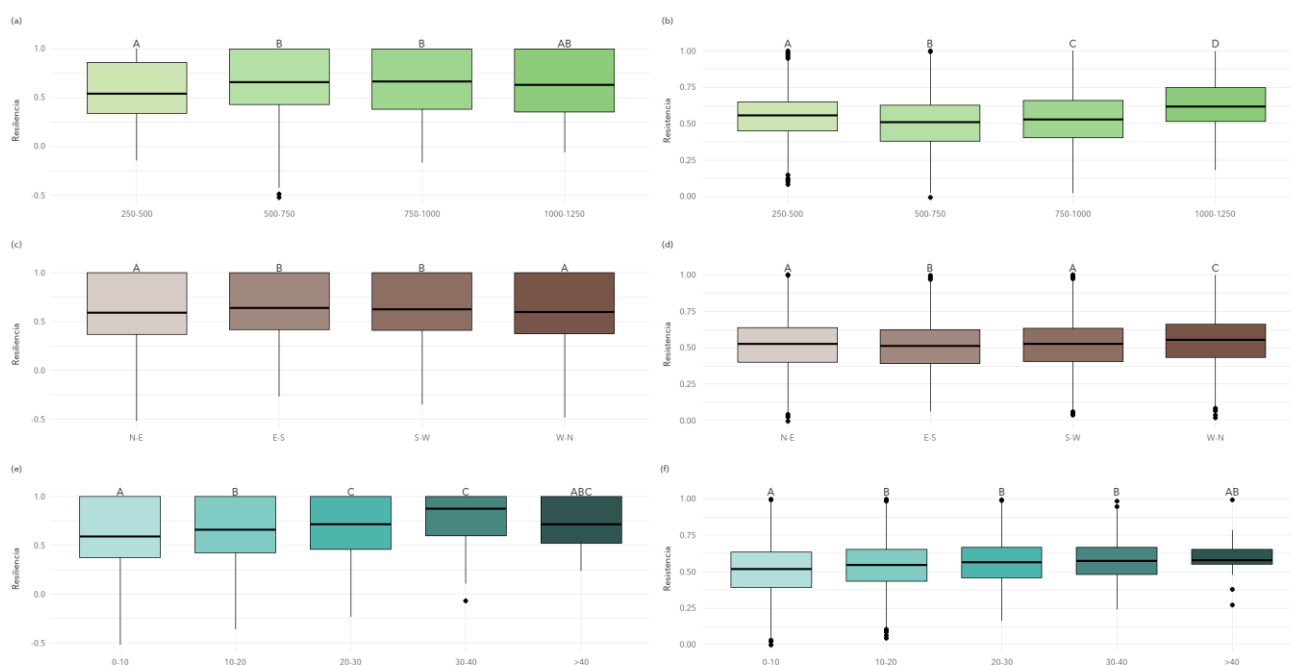 (a)
A B B AB
Resiliencia
1.0
0.5
0.0
-0.5
250-500 500-750 750-1000 1000-1250
(b)
A B C D
Resistencia
1.00
0.75
0.50
0.25
0.00
250-500 500-750 750-1000 1000-1250
(c)
A B B A
Resiliencia
1.0
0.5
0.0
-0.5
N-E E-S S-W W-N
(d)
A B A C
Resistencia
1.00
0.75
0.50
0.25
0.00
N-E E-S S-W W-N
(e)
A B C C ABC
Resiliencia
1.0
0.5
0.0
-0.5
0-10 10-20 20-30 30-40 >40
(f)
A B B B AB
Resistencia
1.00
0.75
0.50
0.25
0.00
0-10 10-20 20-30 30-40 >40